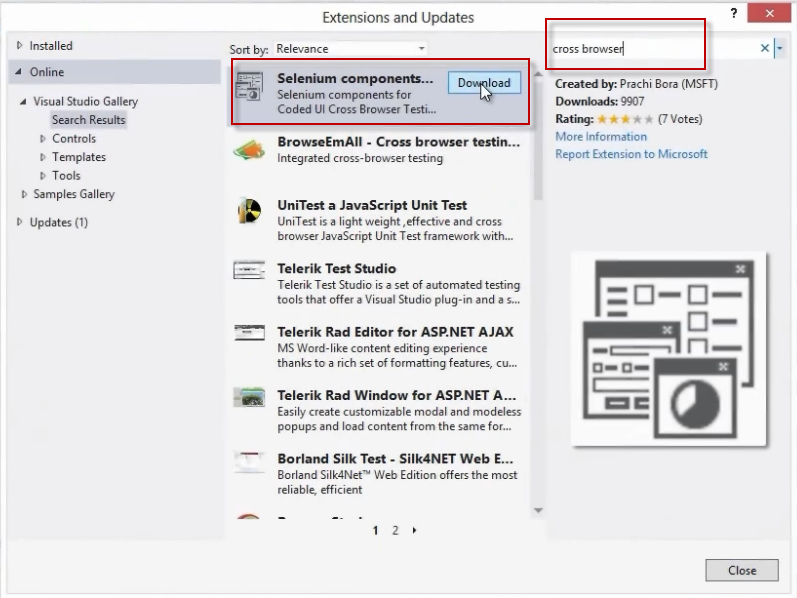 Extensions and Updates
?
Installed
Online
Visual Studio Gallery
Search Results
Controls
Templates
Tools
Samples Gallery
Updates (1)
Sort by: Relevance
Selenium components...
Download
Selenium components for
Coded UI Cross Browser Testi...
BrowseEmAll - Cross browser testin...
Integrated cross-browser testing
UniTest a JavaScript Unit Test
UniTest is a light weight ,effective and cross
browser JavaScript Unit Test framework with...
Telerik Test Studio
Telerik Test Studio is a set of automated testing
tools that offer a Visual Studio plug-in and a s...
Telerik Rad Editor for ASP.NET AJAX
MS Word-like content editing experience
thanks to a rich set of formatting features, cu...
Telerik Rad Window for ASP.NET A...
Easily create customizable modal and modeless
popups and load content from the same for...
Borland Silk Test - Silk4NET Web E...
Borland Silk4Net™ Web Edition offers the most
reliable, efficient
1 2
cross browser
Created by: Prachi Bora (MSFT)
Downloads: 9907
Rating: (7 Votes)
More Information
Report Extension to Microsoft
Close